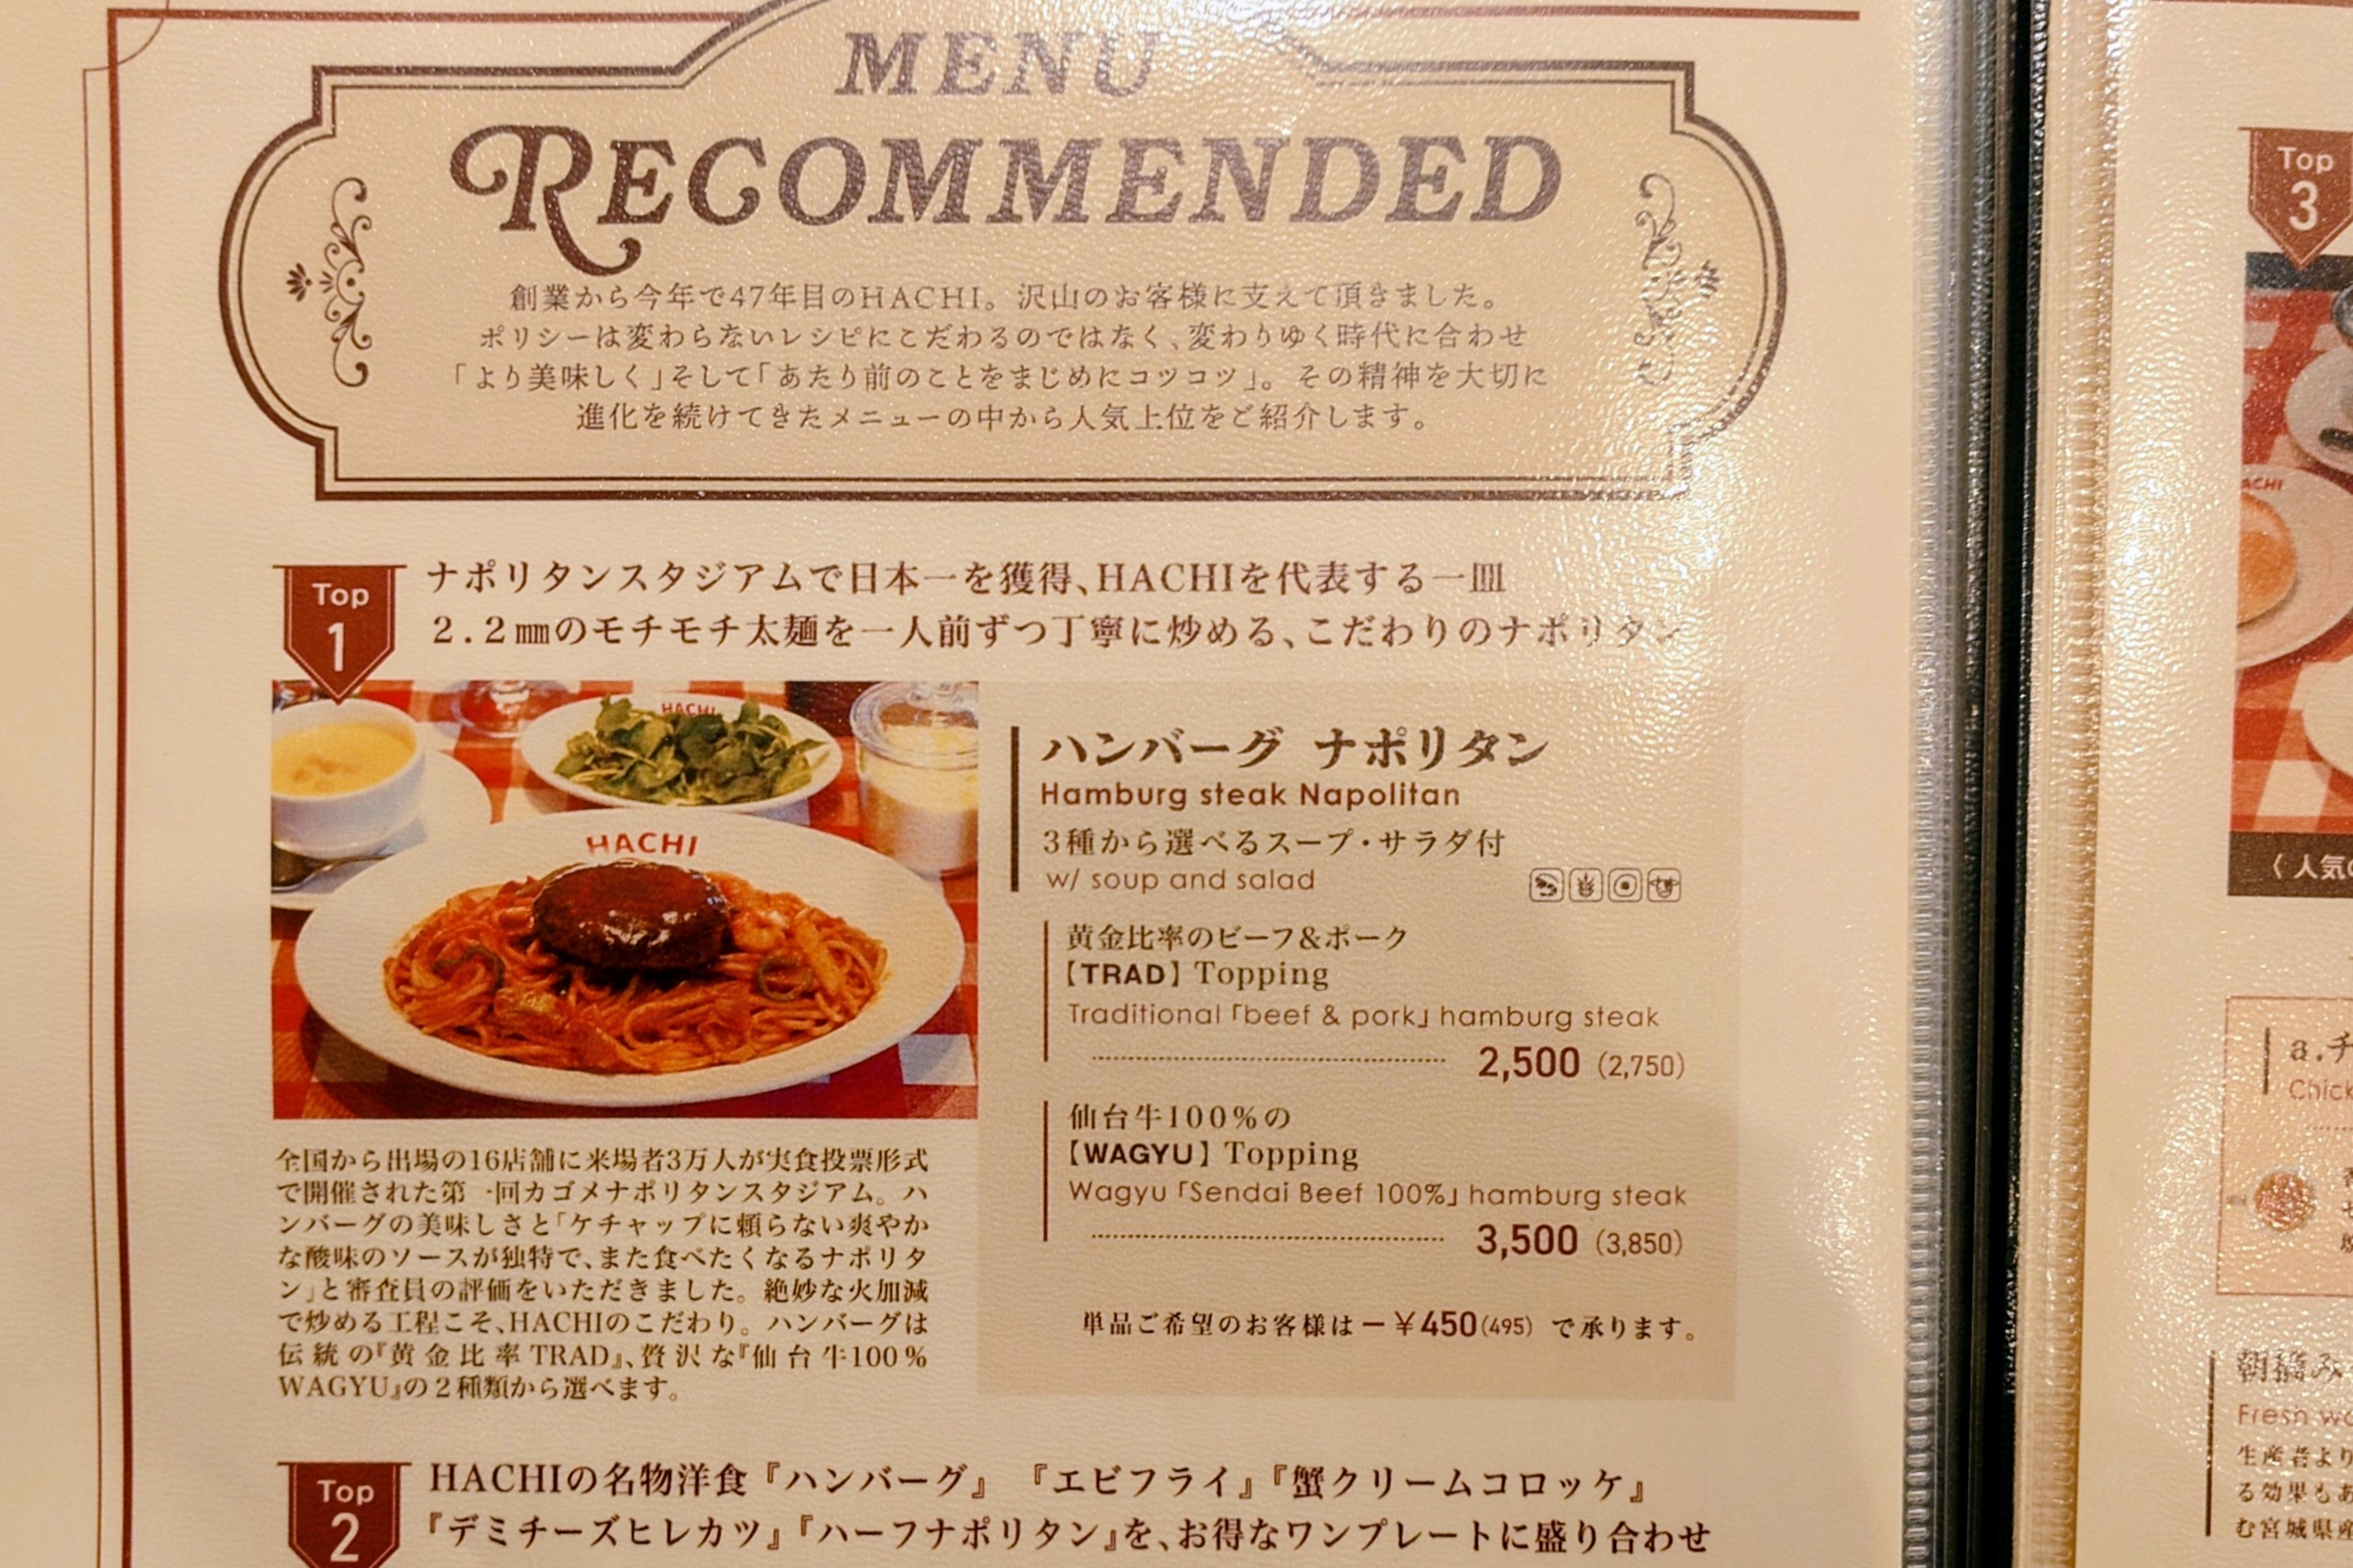 MENU
RECOMMENDED
創業から今年で47年目のHACHI。沢山のお客様に支えて頂きました。
ポリシーは変わらないレシピにこだわるのではなく、変わりゆく時代に合わせ
「より美味しく」そして「あたり前のことをまじめにコツコツ」。その精神を大切に
進化を続けてきたメニューの中から人気上位をご紹介します。
Top
1
ナポリタンスタジアムで日本一を獲得、HACHIを代表する一皿
2.2㎜のモチモチ太麺を一人前ずつ丁寧に炒める、こだわりのナポリタン
HACHI
HACHI
ハンバーグ ナポリタン
Hamburg steak Napolitan
3種から選べるスープ・サラダ付
w/ soup and salad
黄金比率のビーフ&ポーク
【TRAD】Topping
Traditional「beef & pork」hamburg steak
2,500 (2,750)
仙台牛100%の
【WAGYU】Topping
Wagyu「Sendai Beef 100%」hamburg steak
3,500 (3,850)
単品ご希望のお客様は－¥450(495) で承ります。
全国から出場の16店舗に来場者3万人が実食投票形式
で開催された第一回カゴメナポリタンスタジアム。ハ
ンバーグの美味しさと「ケチャップに頼らない爽やか
な酸味のソースが独特で、また食べたくなるナポリタ
ン」と審査員の評価をいただきました。絶妙な火加減
で炒める工程こそ、HACHIのこだわり。ハンバーグは
伝統の『黄金比率TRAD』、贅沢な『仙台牛100%
WAGYU』の2種類から選べます。
Top
2
HACHIの名物洋食『ハンバーグ』『エビフライ』『蟹クリームコロッケ』
『デミチーズヒレカツ』『ハーフナポリタン』を、お得なワンプレートに盛り合わせ
Top
3
ACHI
〈人気の
a.チ
Chick
朝摘み
Fresh wa
生産者より
る効果もあ
む宮城県産